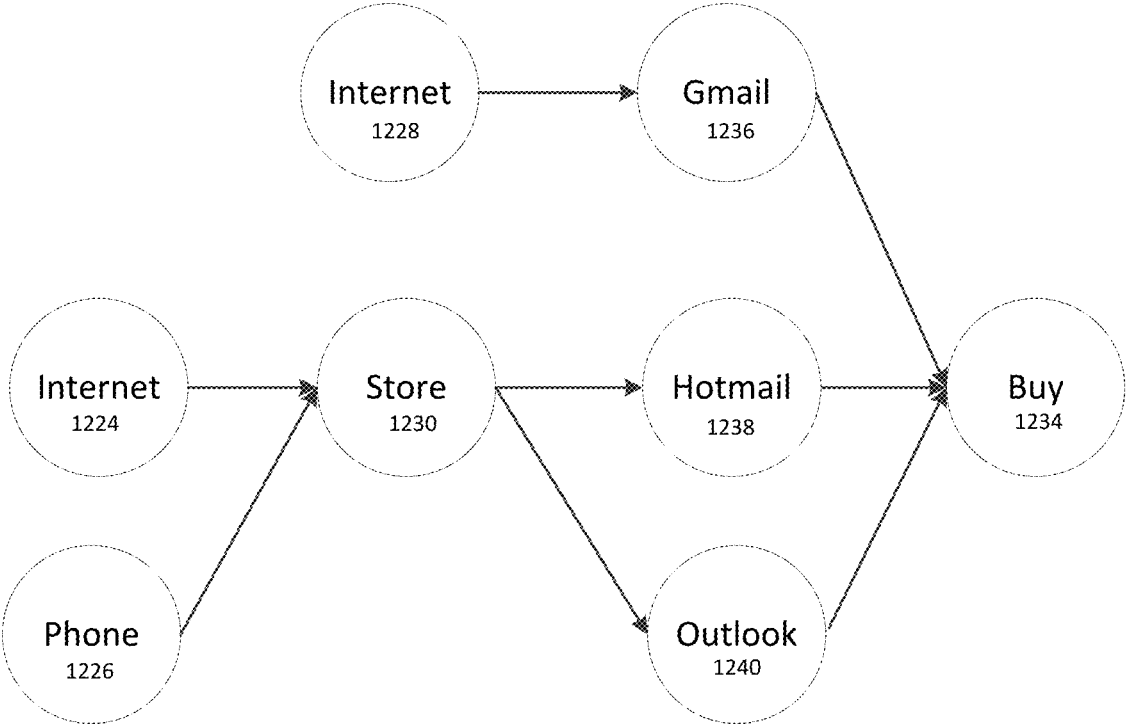 Internet
1228
Gmail
1236
Internet
1224
Store
1230
Hotmail
1238
Buy
1234
Phone
1226
Outlook
1240